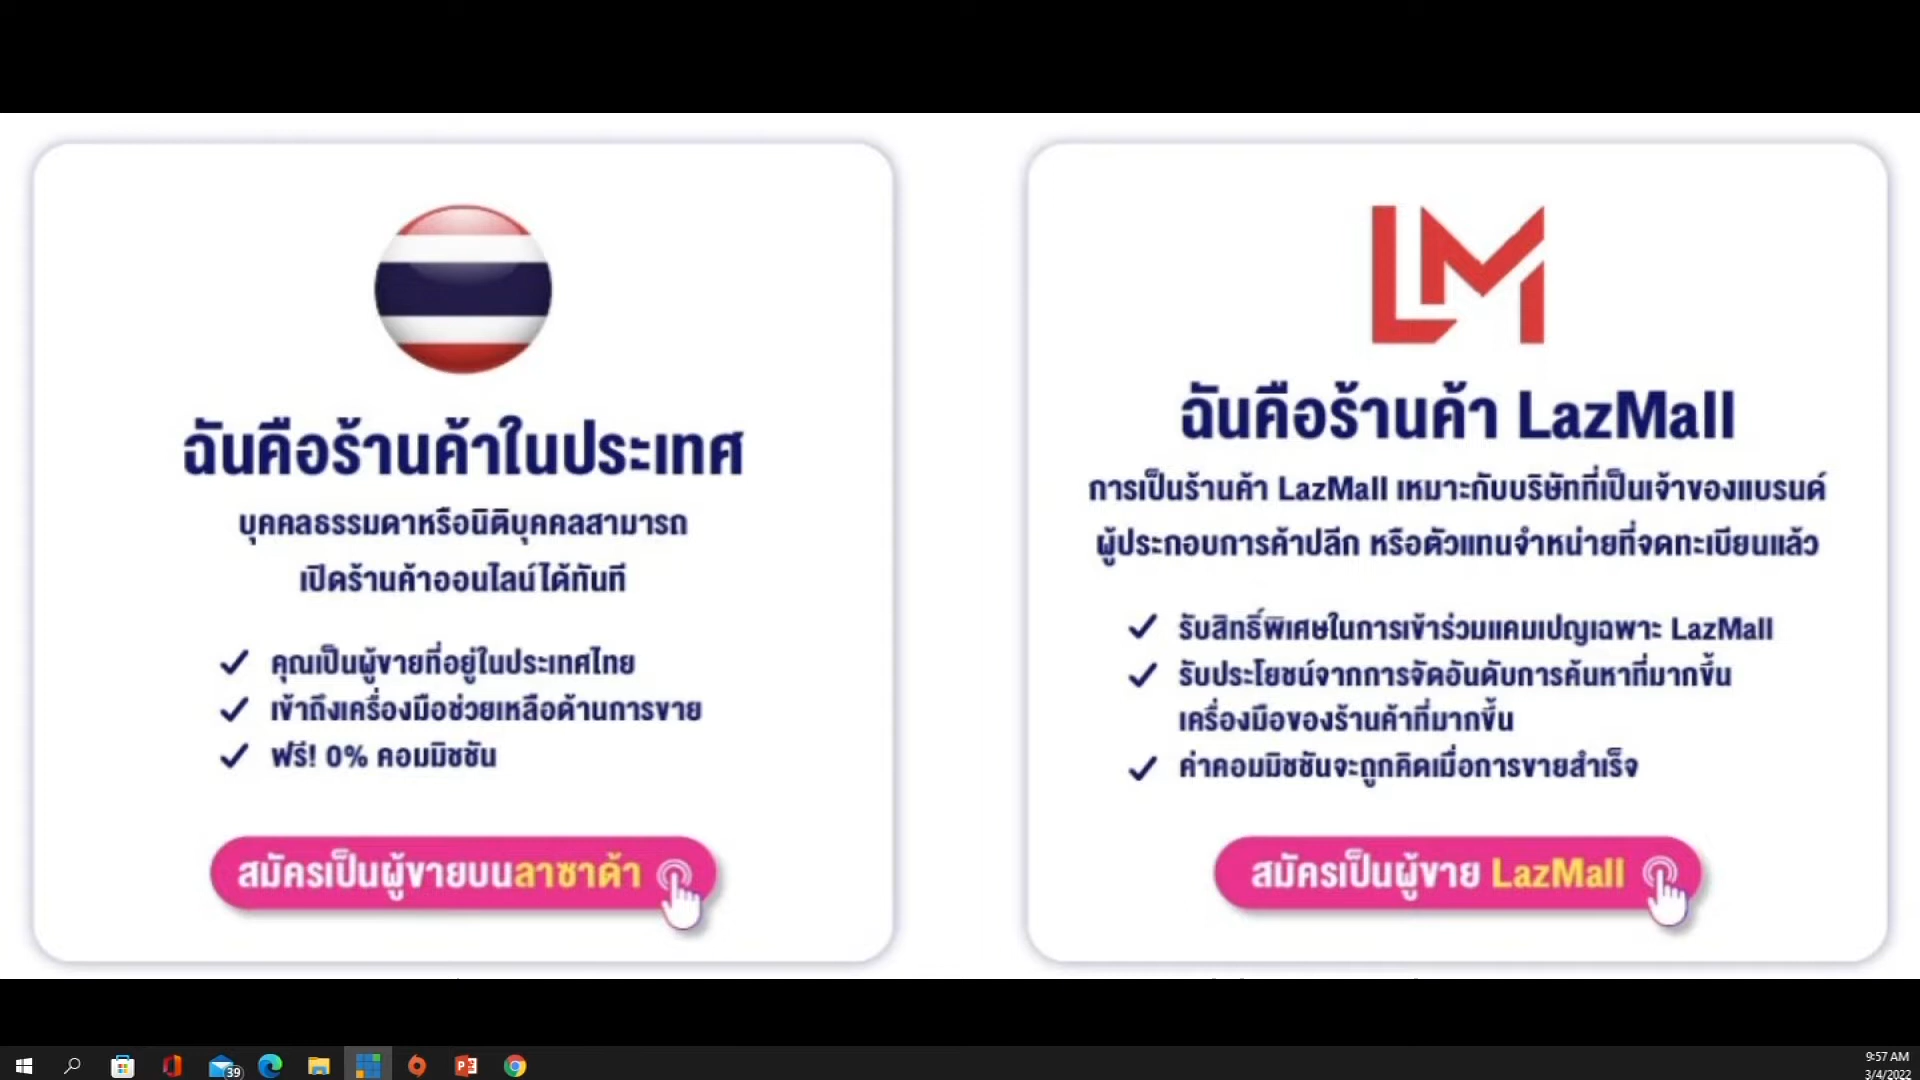 ฉันคือร้านค้าในประเทศ
บุคคลธรรมดาหรือนิติบุคคลสามารถ
เปิดร้านค้าออนไลน์ได้ทันที
คุณเป็นผู้ขายที่อยู่ในประเทศไทย
เข้าถึงเครื่องมือช่วยเหลือด้านการขาย
ฟรี! 0% คอมมิชชัน
สมัครเป็นผู้ขายบนลาซาด้า
LM
ฉันคือร้านค้า LazMall
การเป็นร้านค้า LazMall เหมาะกับบริษัทที่เป็นเจ้าของแบรนด์
ผู้ประกอบการค้าปลีก หรือตัวแทนจำหน่ายที่จดทะเบียนแล้ว
รับสิทธิ์พิเศษในการเข้าร่วมแคมเปญเฉพาะ LazMall
รับประโยชน์จากการจัดอันดับการค้นหาที่มากขึ้น
เครื่องมือของร้านค้าที่มากขึ้น
ค่าคอมมิชชันจะถูกคิดเมื่อการขายสำเร็จ
สมัครเป็นผู้ขาย LazMall
39
9:57 AM
3/4/2022